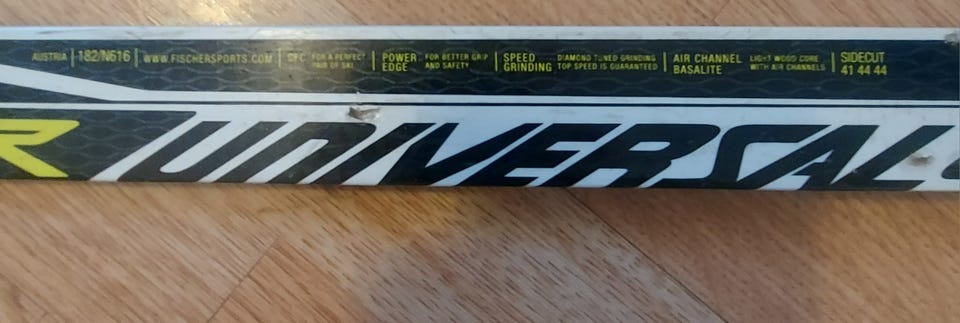 AUSTRIA 182/N616 WWW.FISCHERSPORTS.COM CFC FOR A PERFECT PAIR OF SKI
POWER EDGE FOR BETTER GRIP AND SAFETY
SPEED GRINDING DIAMOND TUNED GRINDING TOP SPEED IS GUARANTEED
AIR CHANNEL BASALITE LIGHT WOOD CORE WITH AIR CHANNELS
SIDECUT 41 44 44
R UNIVERSAL